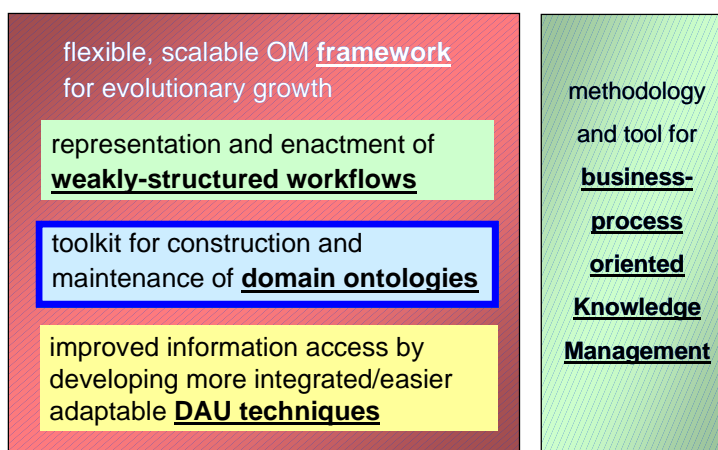 flexible, scalable OM framework
for evolutionary growth
representation and enactment of
weakly-structured workflows
toolkit for construction and
maintenance of domain ontologies
improved information access by
developing more integrated/easier
adaptable DAU techniques
methodology
and tool for
business-
process
oriented
Knowledge
Management